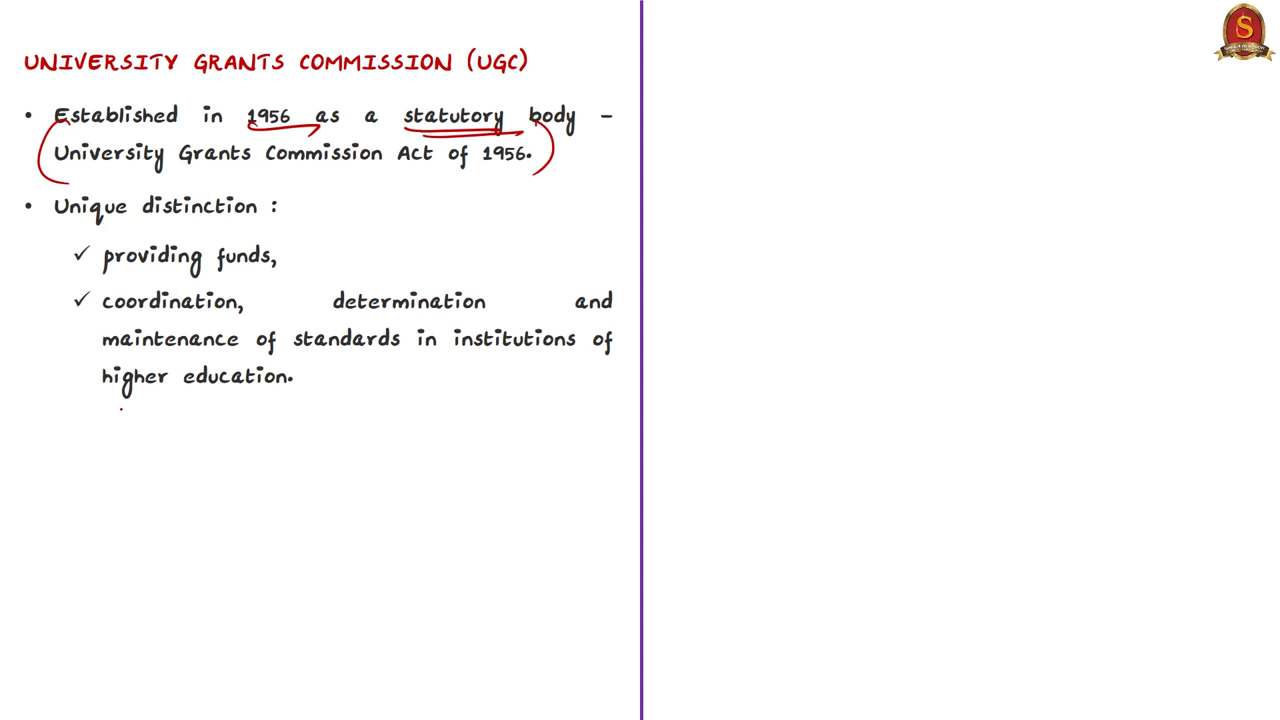 UNIVERSITY GRANTS COMMISSION (UGC)
• Established in 1956 as a statutory body –
University Grants Commission Act of 1956.
• Unique distinction :
✓ providing funds,
✓ coordination, determination and
maintenance of standards in institutions of
higher education.
S